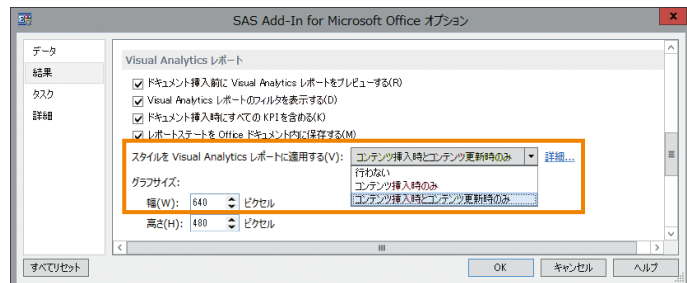 SAS Add-In for Microsoft Office オプション
x
データ
結果
タスク
詳細
Visual Analytics レポート
ドキュメント挿入前に Visual Analytics レポートをプレビューする(R)
Visual Analytics レポートのフィルタを表示する(D)
ドキュメント挿入時にすべての KPI を含める(K)
レポートステートを Office ドキュメント内に保存する(M)
スタイルを Visual Analytics レポートに適用する(V): コンテンツ挿入時とコンテンツ更新時のみ 詳細...
行わない
グラフサイズ: コンテンツ挿入時のみ
コンテンツ挿入時とコンテンツ更新時のみ
幅(W): 640 ピクセル
高さ(H): 480 ピクセル
すべてリセット OK キャンセル ヘルプ